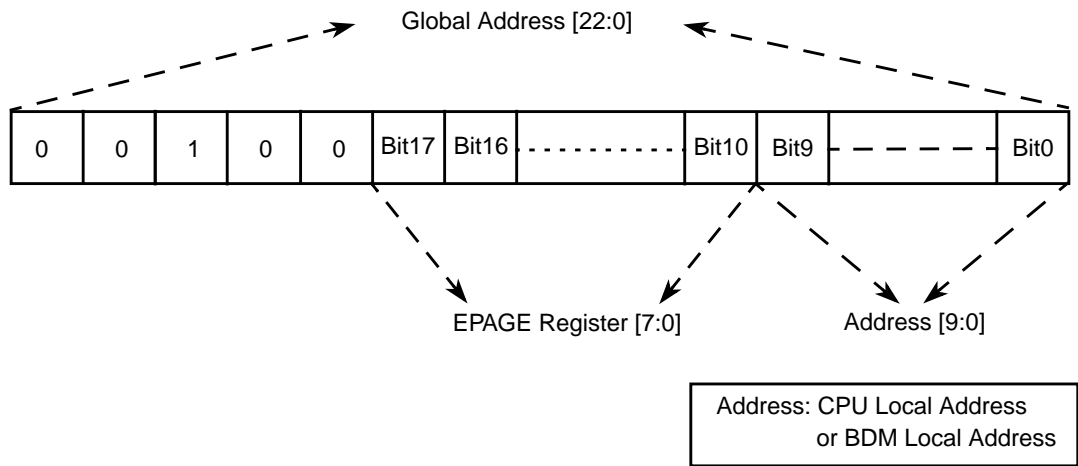 Global Address [22:0]
0 0 1 0 0 Bit17 Bit16 Bit10 Bit9 Bit0
EPAGE Register [7:0] Address [9:0]
Address: CPU Local Address
or BDM Local Address